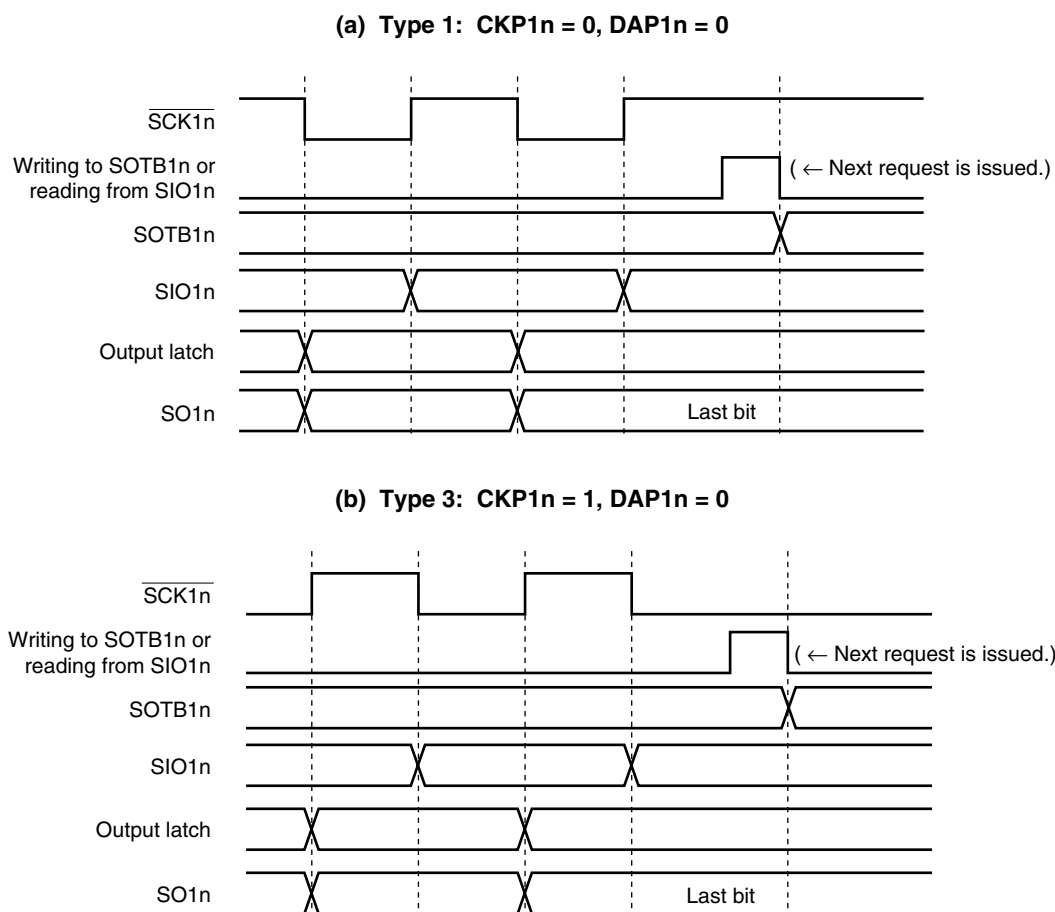 (a) Type 1: CKP1n = 0, DAP1n = 0
SCK1n
Writing to SOTB1n or
reading from SIO1n
( ← Next request is issued.)
SOTB1n
SIO1n
Output latch
SO1n
Last bit
(b) Type 3: CKP1n = 1, DAP1n = 0
SCK1n
Writing to SOTB1n or
reading from SIO1n
( ← Next request is issued.)
SOTB1n
SIO1n
Output latch
SO1n
Last bit